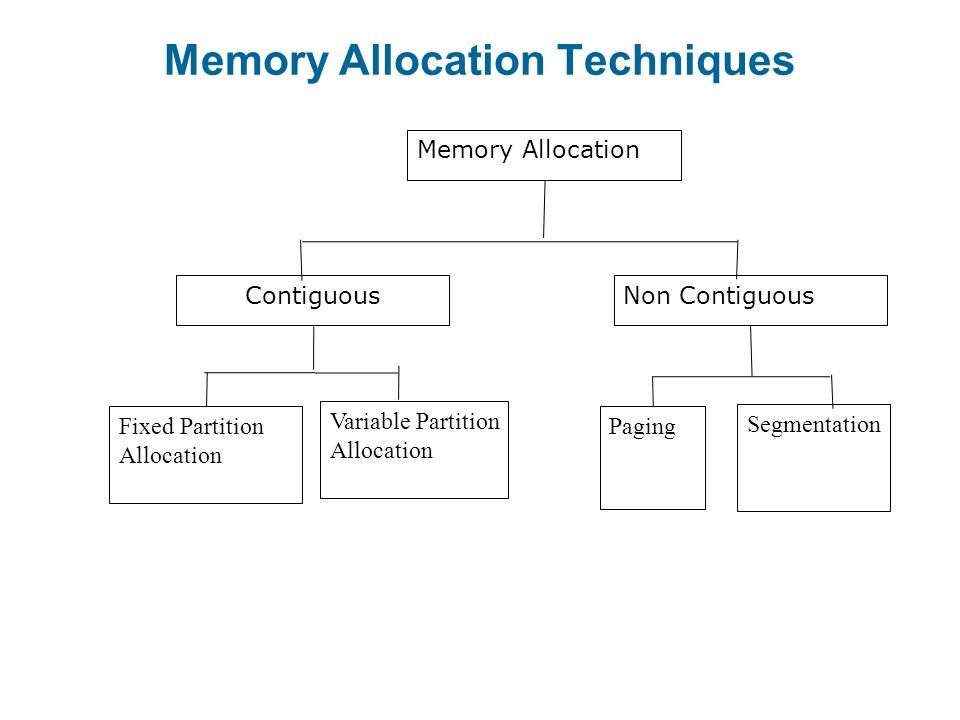 Memory Allocation Techniques
Memory Allocation
Contiguous
Non Contiguous
Fixed Partition
Allocation
Variable Partition
Allocation
Paging
Segmentation